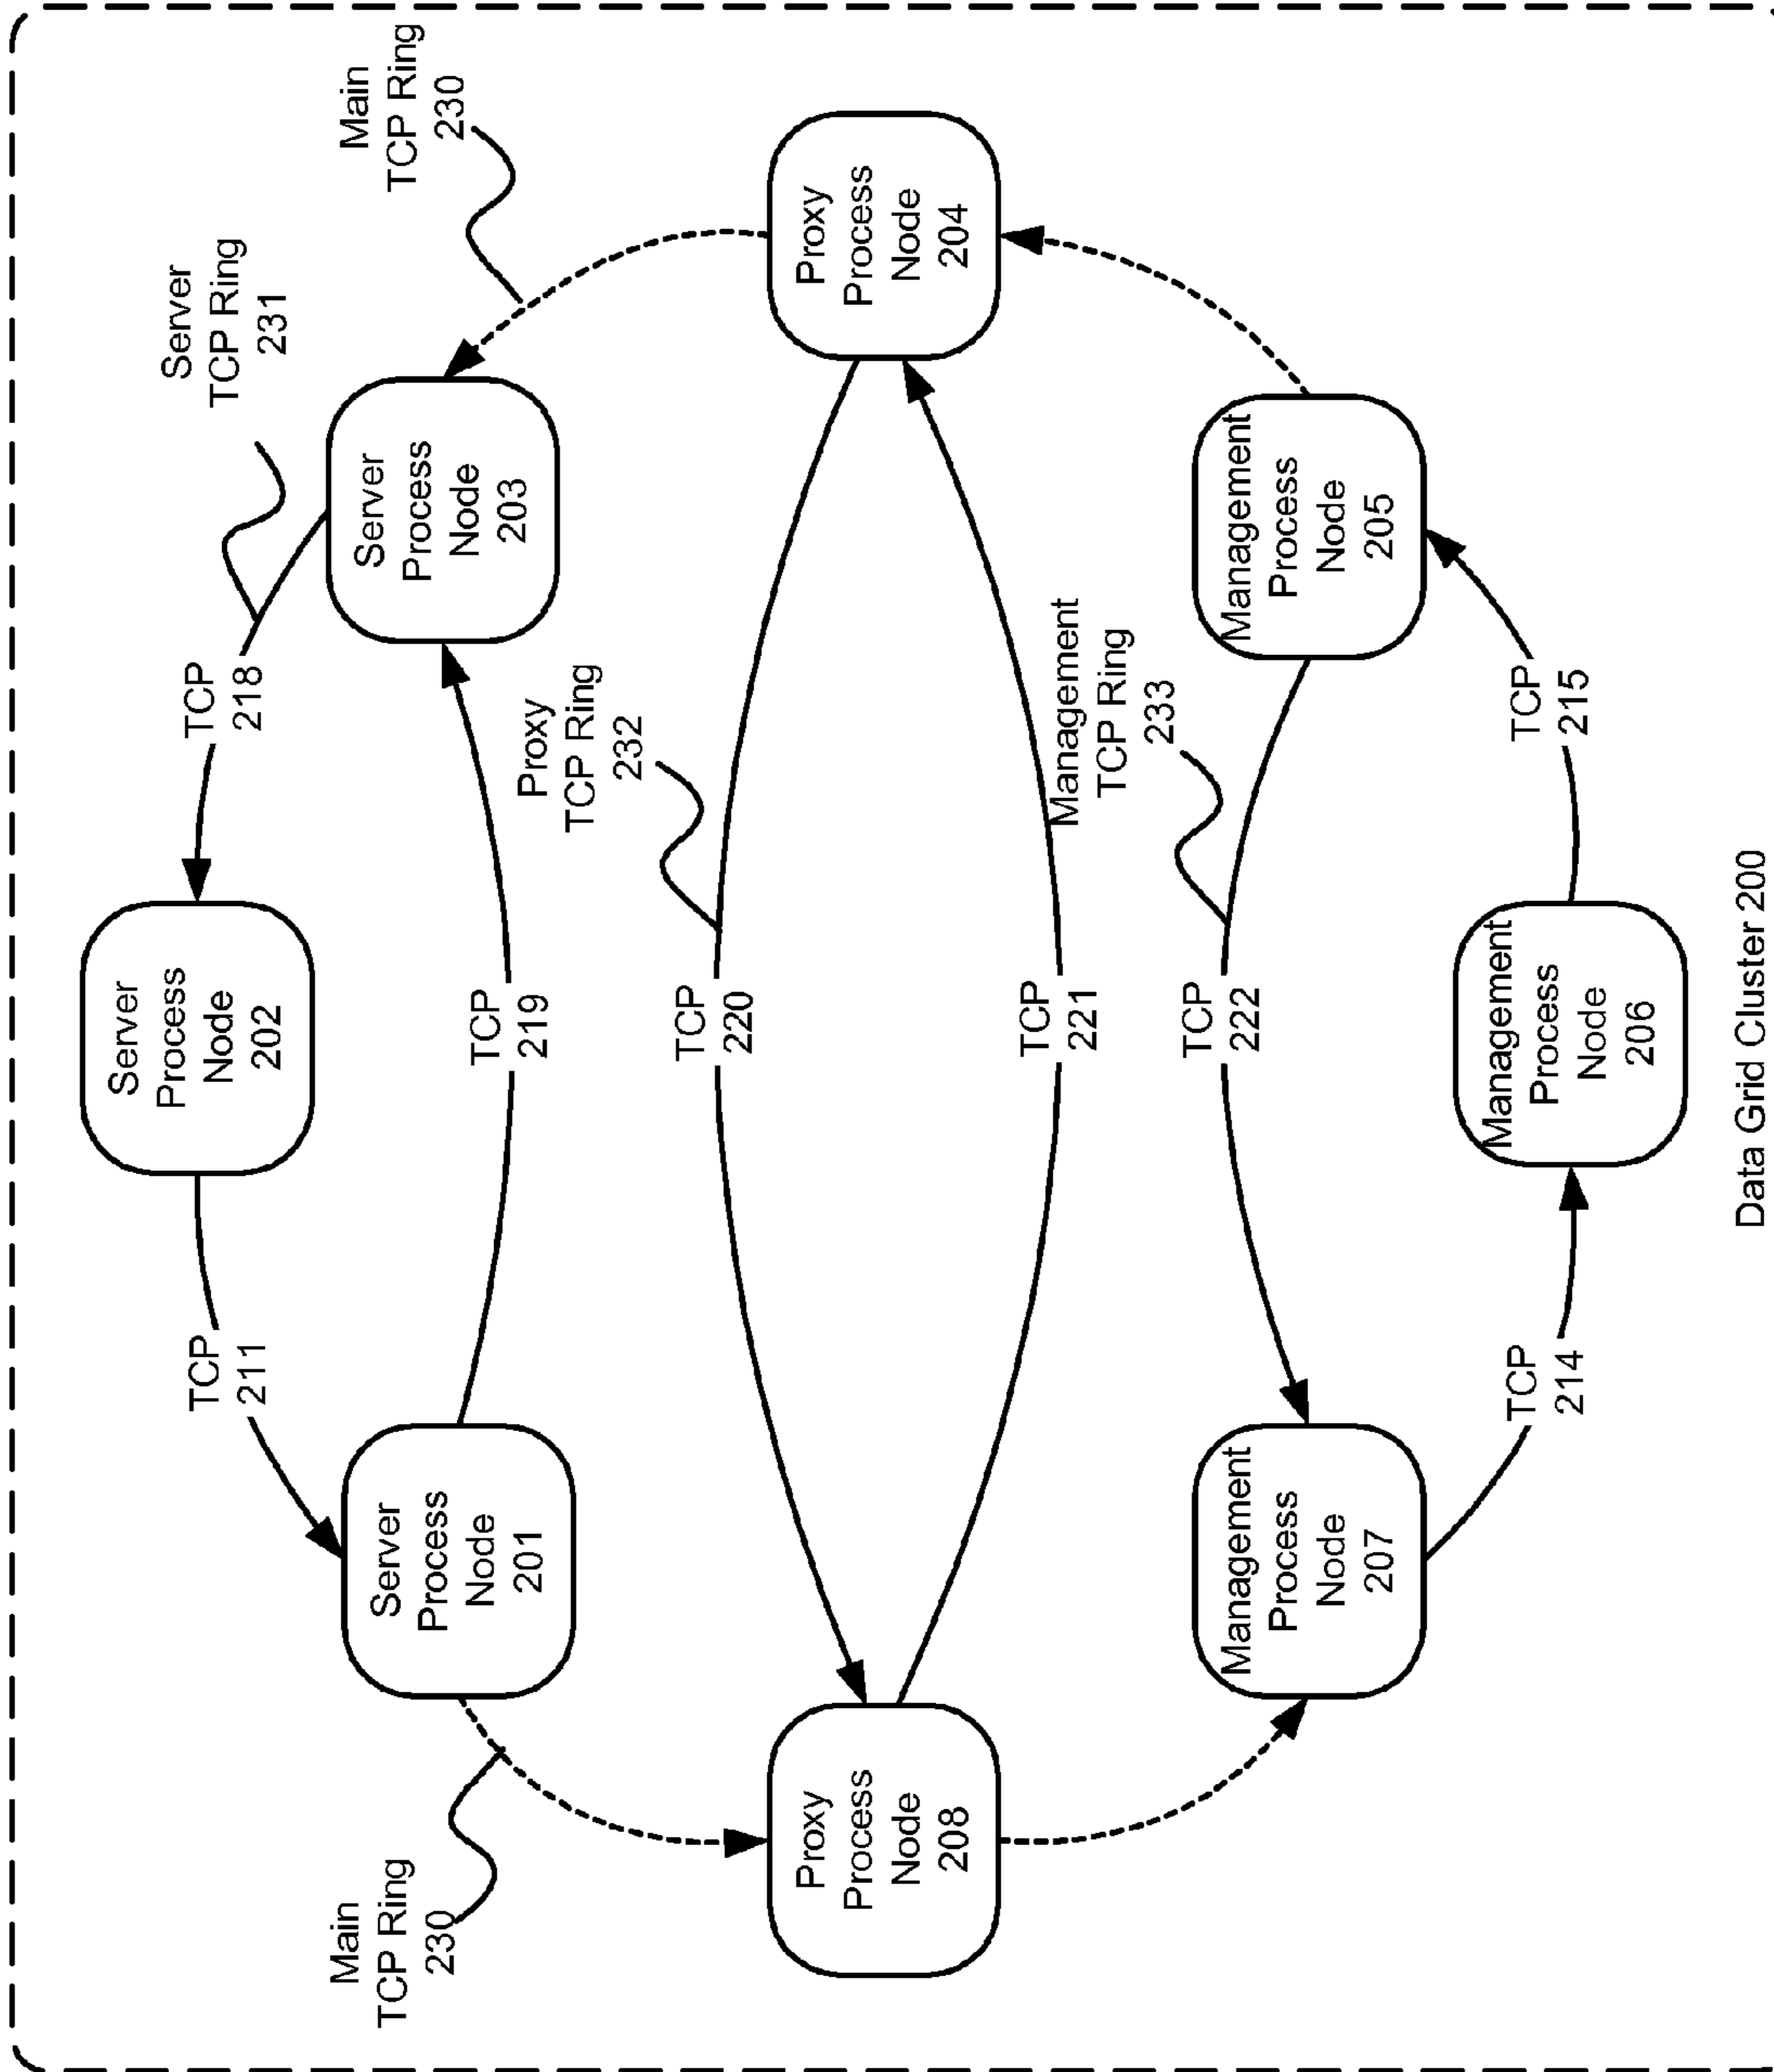 Server
Process
Node
202
Server
TCP Ring
231
TCP
211
TCP
218
Main
TCP Ring
230
Server
Process
Node
201
Server
Process
Node
203
Main
TCP Ring
230
TCP
219
Proxy
TCP Ring
232
TCP
220
Proxy
Process
Node
208
Proxy
Process
Node
204
TCP
221
Management
TCP Ring
233
TCP
222
Management
Process
Node
207
Management
Process
Node
205
TCP
214
Management
Process
Node
206
TCP
215
Data Grid Cluster 200